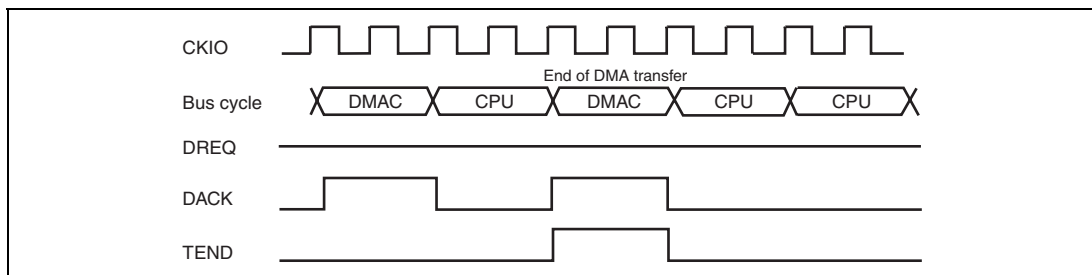 CKIO
End of DMA transfer
Bus cycle DMAC CPU DMAC CPU CPU
DREQ
DACK
TEND